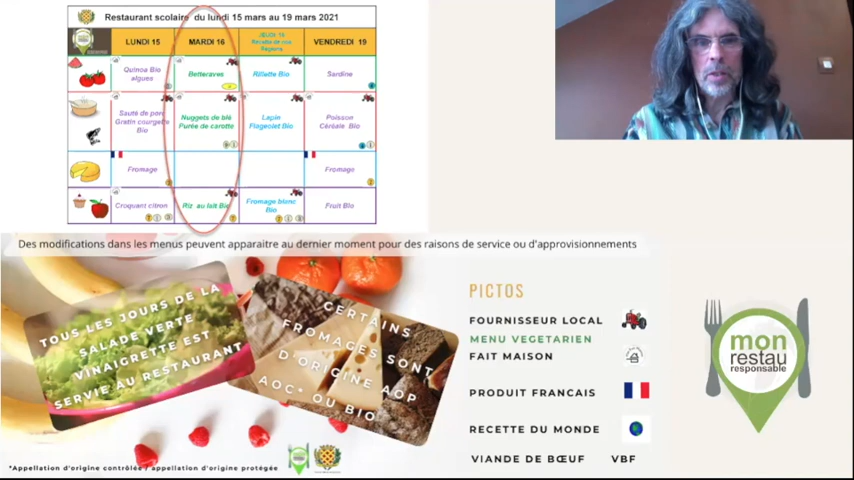 Restaurant scolaire du lundi 15 mars au 19 mars 2021
LUNDI 15
MARDI 16
JEUDI 18
Recette de nos
Régions
VENDREDI 19
Quinoa Bio
algues
Betteraves
Rillette Bio
Sardine
Sauté de porc
Gratin courgette
Bio
Nuggets de blé
Purée de carotte
Lapin
Flageolet Bio
Poisson
Céréale Bio
Fromage
Fromage
Croquant citron
Riz au lait Bio
Fromage blanc
Bio
Fruit Bio
Des modifications dans les menus peuvent apparaitre au dernier moment pour des raisons de service ou d'approvisionnements
TOUS LES JOURS DE LA
SALADE VERTE
VINAIGRETTE EST
SERVIE AU RESTAURANT
CERTAINS
FROMAGES SONT
D'ORIGINE AOP
AOC* OU BIO
*Appellation d'origine contrôlée / appellation d'origine protégée
PICTOS
FOURNISSEUR LOCAL
MENU VEGETARIEN
FAIT MAISON
PRODUIT FRANCAIS
RECETTE DU MONDE
VIANDE DE BŒUF VBF
mon
restau
responsable